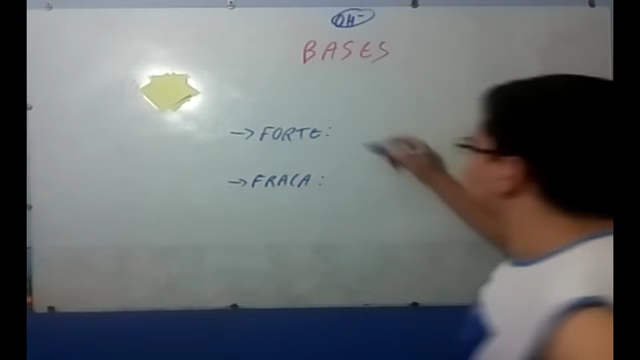 OH⁻
BASES
→ FORTE:
→ FRACA: